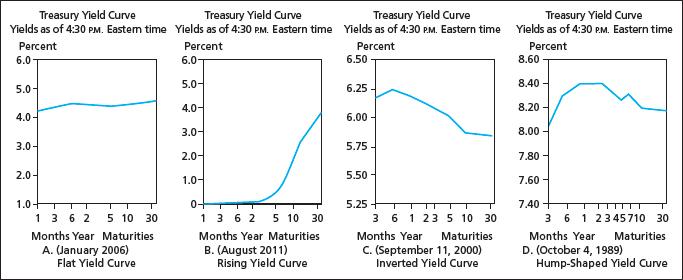 Treasury Yield Curve
Yields as of 4:30 P.M. Eastern time
Percent
6.0
5.0
4.0
3.0
2.0
1.0
1 3 6 2 5 10 30
Months Year Maturities
A. (January 2006)
Flat Yield Curve
Treasury Yield Curve
Yields as of 4:30 P.M. Eastern time
Percent
6.0
5.0
4.0
3.0
2.0
1.0
0
1 3 6 2 5 10 30
Months Year Maturities
B. (August 2011)
Rising Yield Curve
Treasury Yield Curve
Yields as of 4:30 P.M. Eastern time
Percent
6.50
6.25
6.00
5.75
5.50
5.25
3 6 1 2 3 5 10 30
Months Year Maturities
C. (September 11, 2000)
Inverted Yield Curve
Treasury Yield Curve
Yields as of 4:30 P.M. Eastern time
Percent
8.60
8.40
8.20
8.00
7.80
7.60
7.40
3 6 1 2 3 4 5 7 10 30
Months Year Maturities
D. (October 4, 1989)
Hump-Shaped Yield Curve